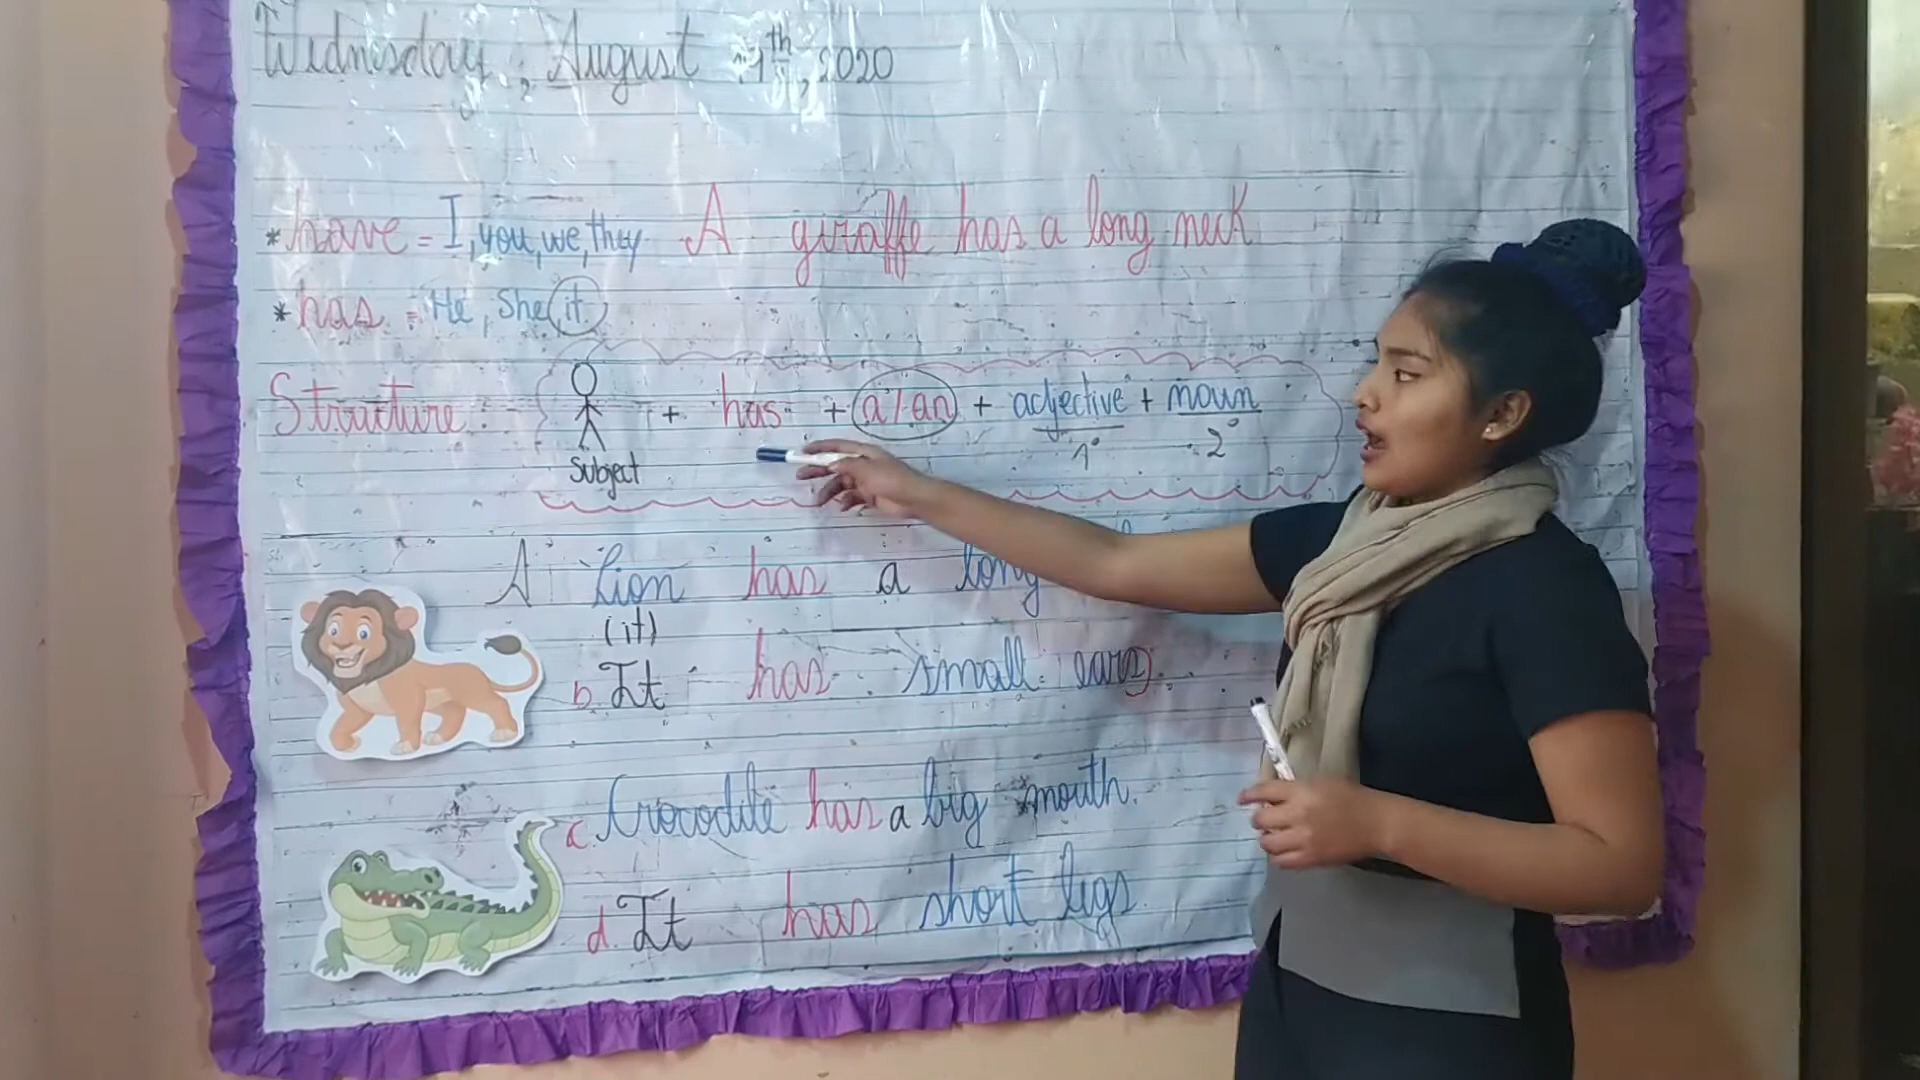 Wednesday, August th, 2020
*have = I, you, we, they A giraffe has a long neck
*has = He, She, it
Structure: + has + a / an + adjective + noun
Subject 1° 2°
A Lion has a long
(it)
b. It has small ears
c. Crocodile has a big mouth.
d. It has short legs.